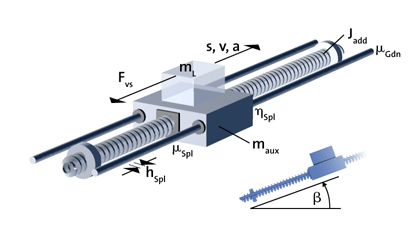 J_add
s, v, a
μ_Gdn
m_L
F_vs
η_Spl
μ_Spl
m_aux
h_Spl
β